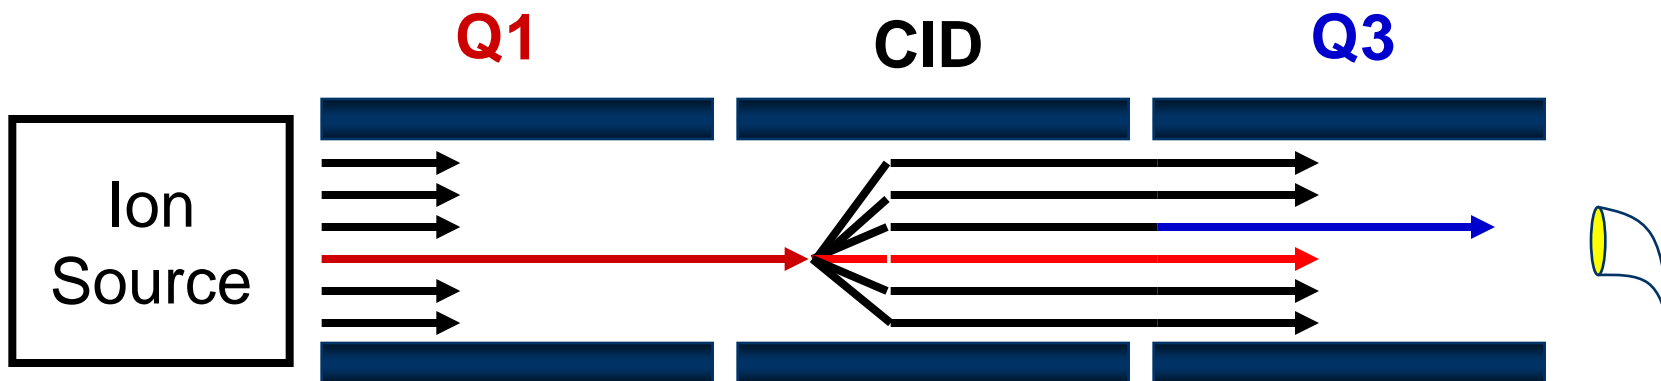 Q1
CID
Q3
Ion
Source